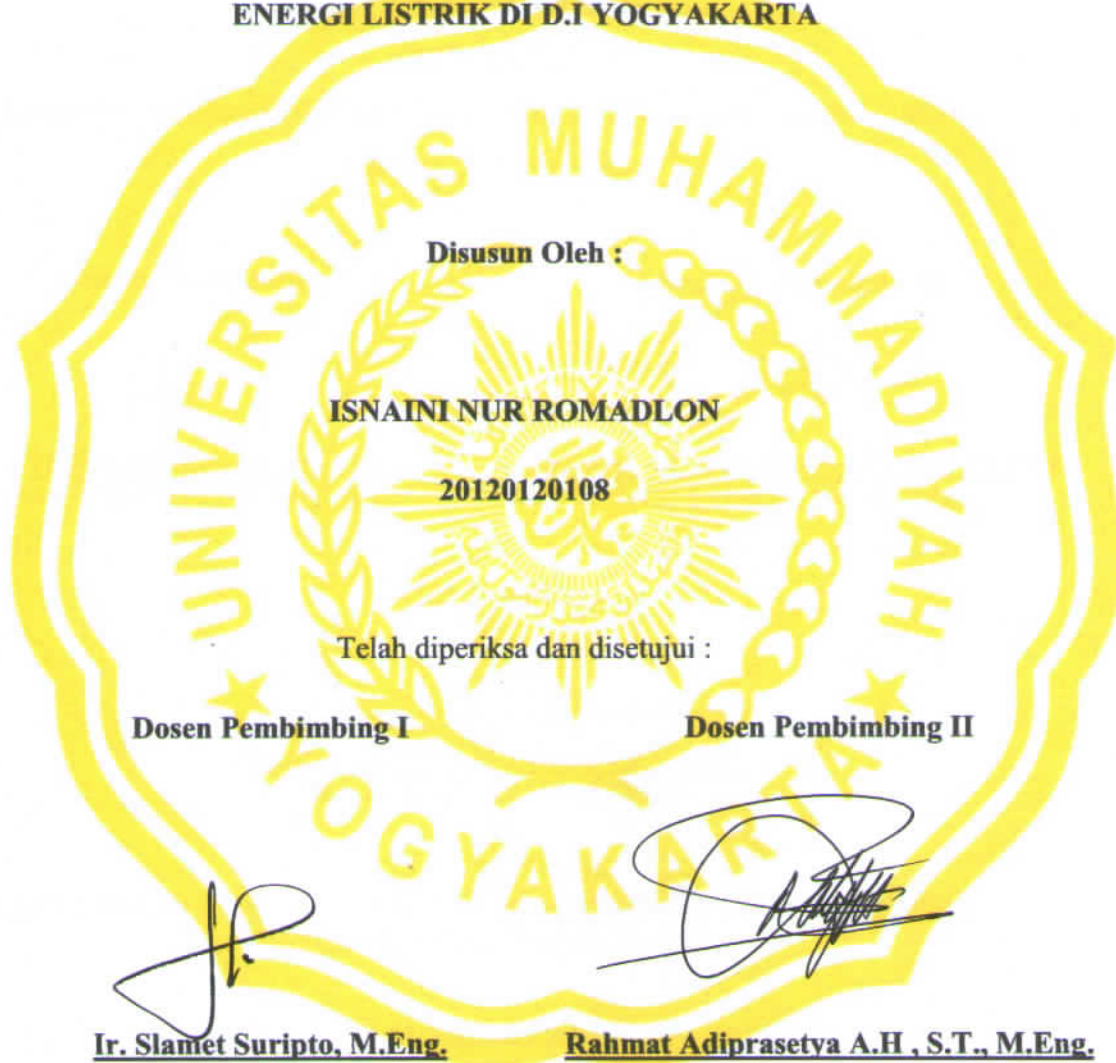 ENERGI LISTRIK DI D.I YOGYAKARTA
UNIVERSITAS MUHAMMADIYAH
YOGYAKARTA
Disusun Oleh :
ISNAINI NUR ROMADLON
20120120108
Telah diperiksa dan disetujui :
Dosen Pembimbing I Dosen Pembimbing II
Ir. Slamet Suripto, M.Eng. Rahmat Adiprasetya A.H , S.T., M.Eng.